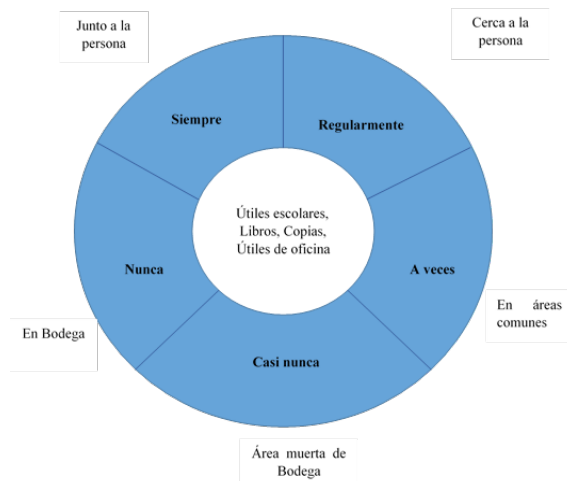 Junto a la
persona
Cerca a la
persona
Siempre
Regularmente
Útiles escolares,
Libros, Copias,
Útiles de oficina
Nunca
A veces
En áreas
comunes
En Bodega
Casi nunca
Área muerta de
Bodega